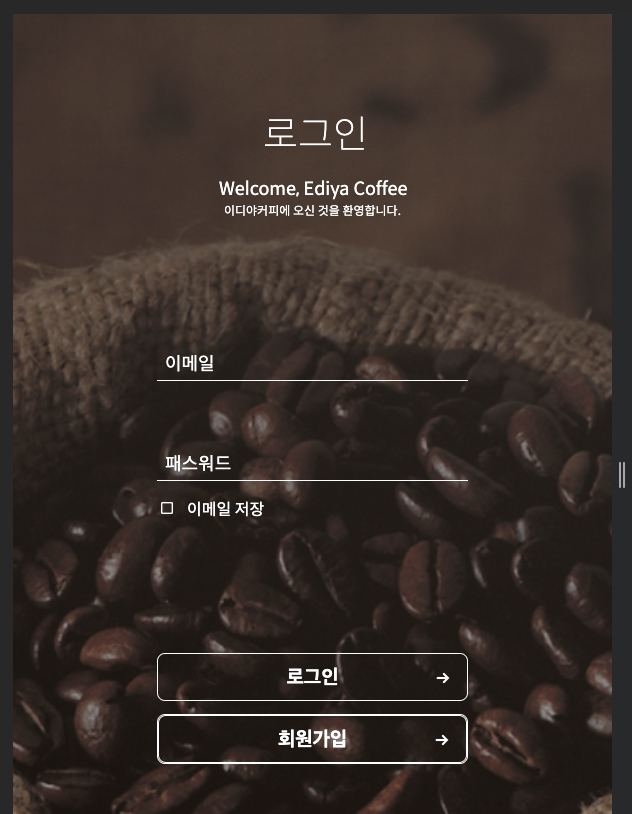 로그인
Welcome, Ediya Coffee
이디야커피에 오신 것을 환영합니다.
이메일
패스워드
이메일 저장
로그인
회원가입